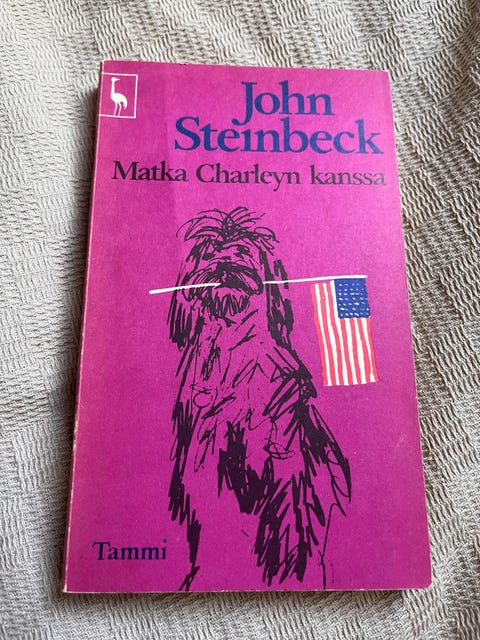 John
Steinbeck
Matka Charleyn kanssa
Tammi